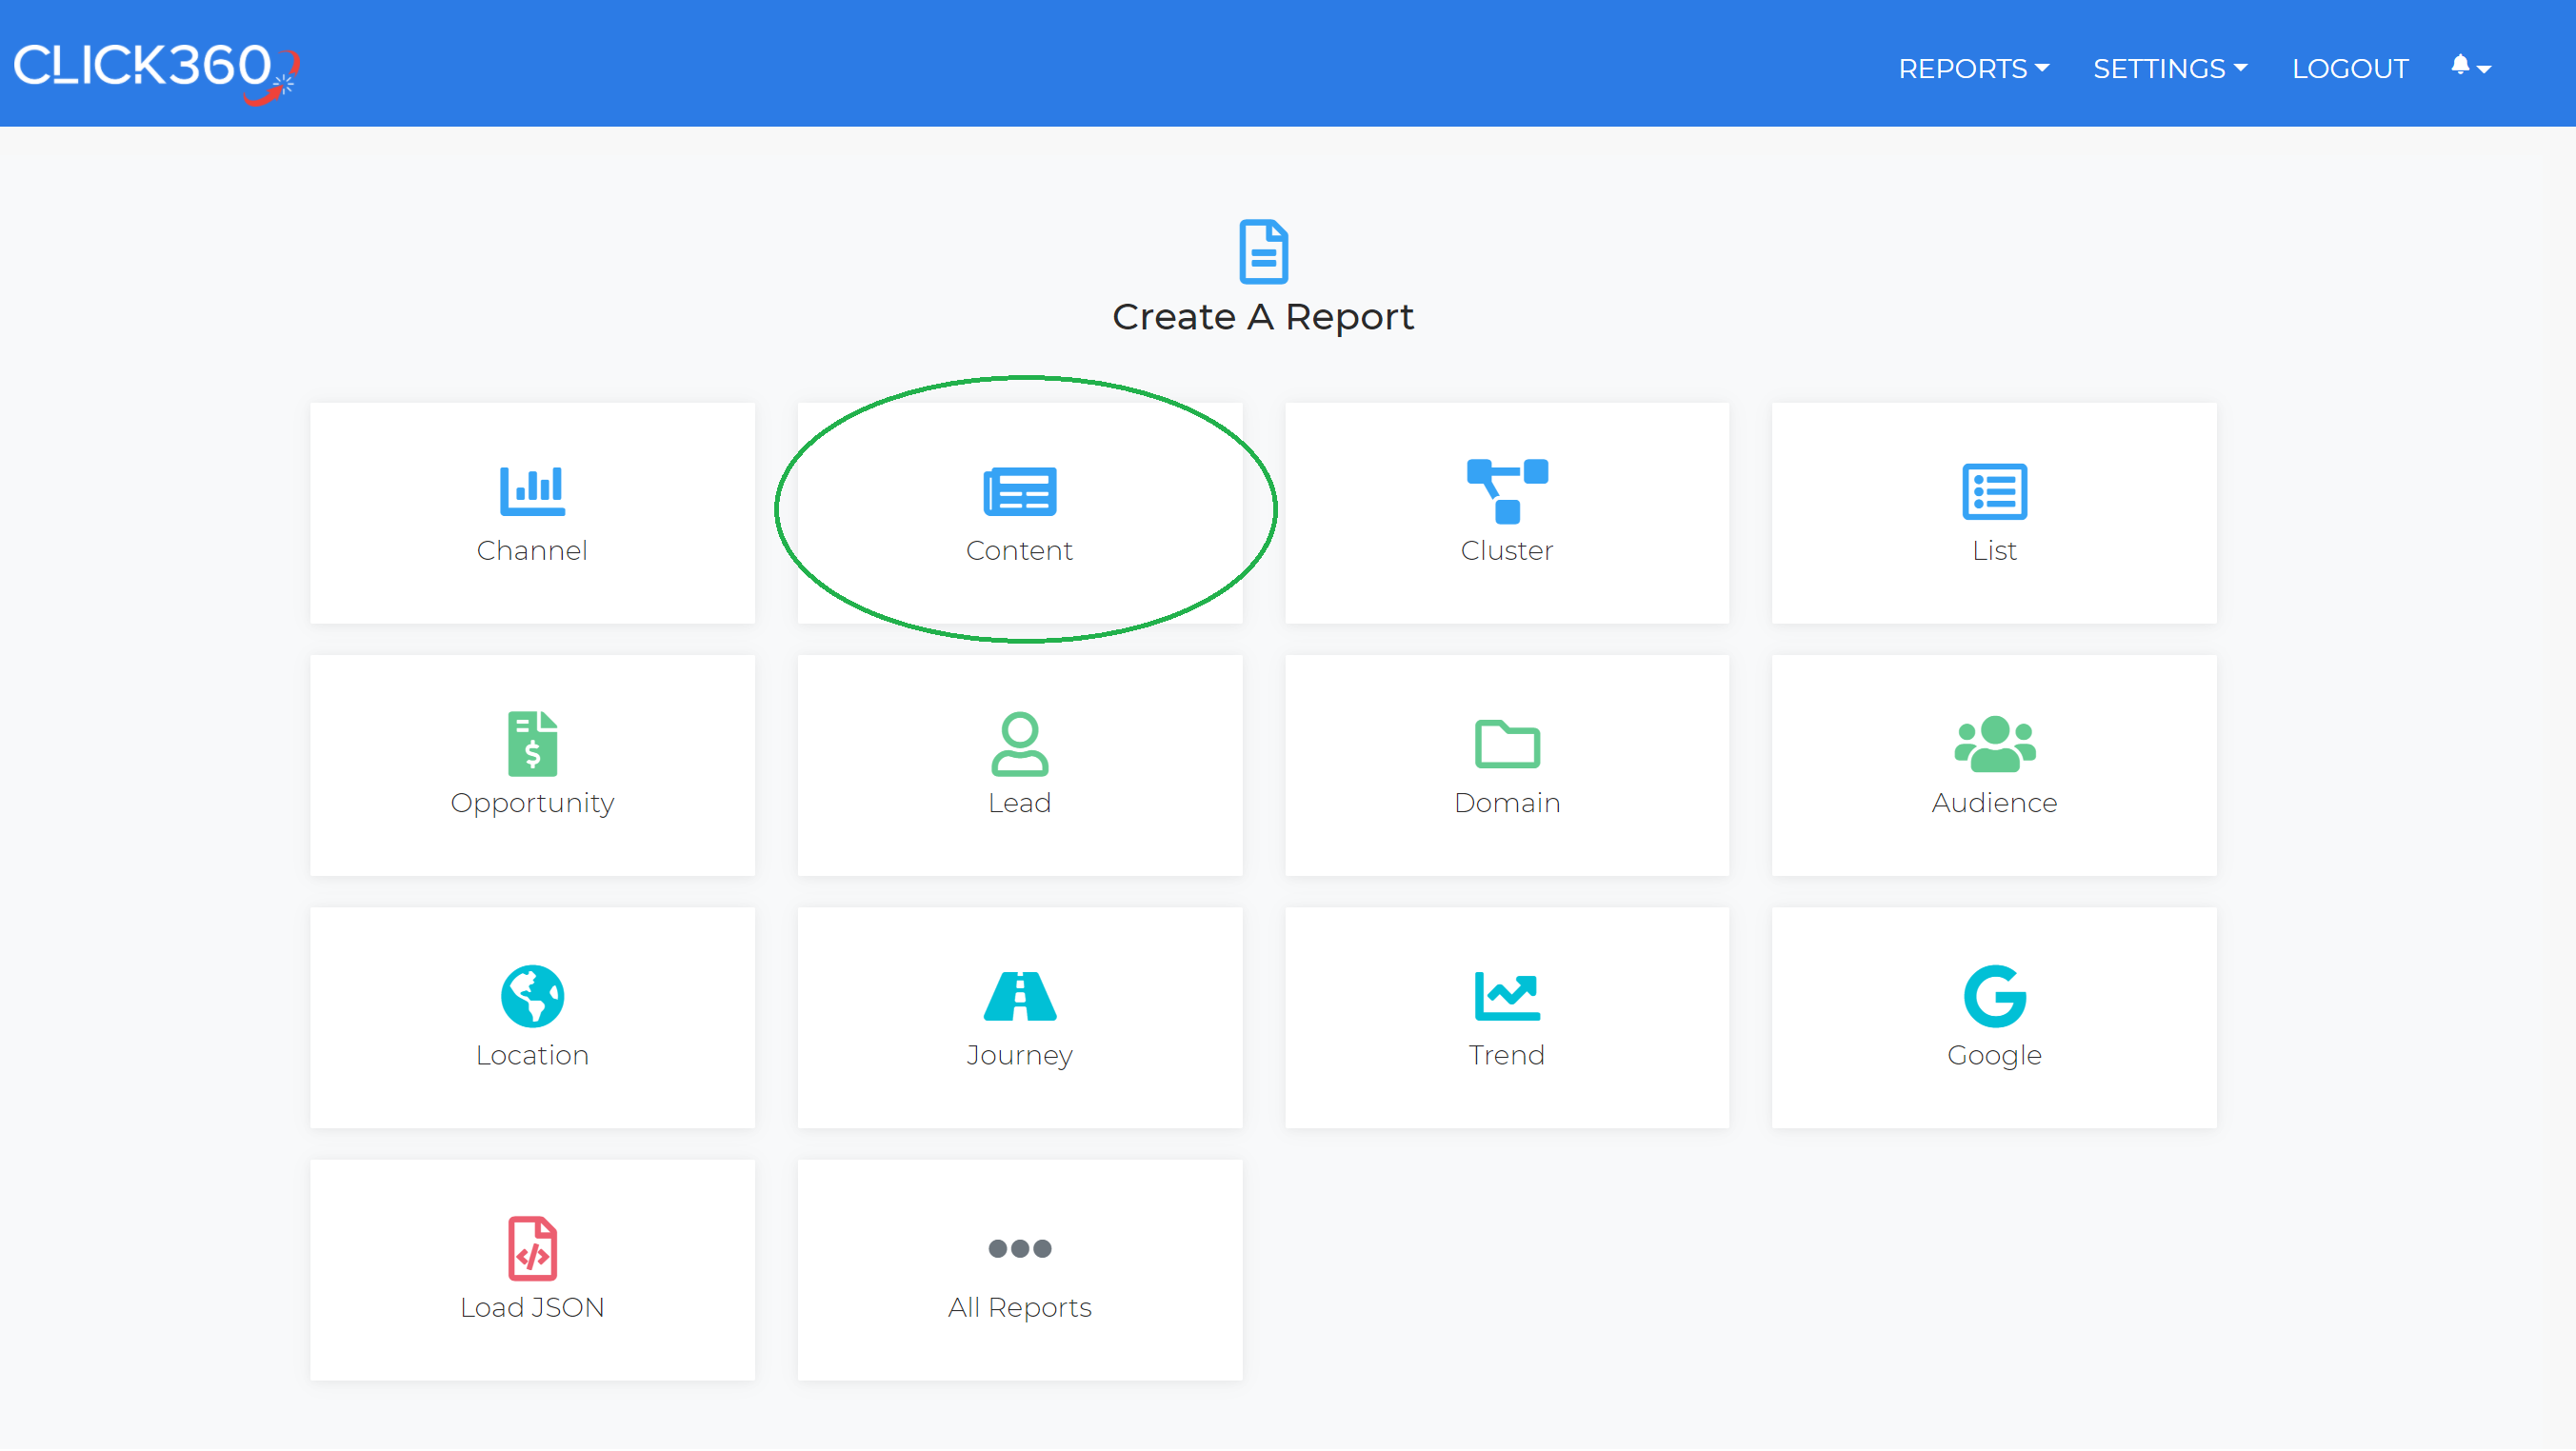 CLICK360
REPORTS SETTINGS LOGOUT
Create A Report
Channel Content Cluster List
Opportunity Lead Domain Audience
Location Journey Trend Google
Load JSON All Reports